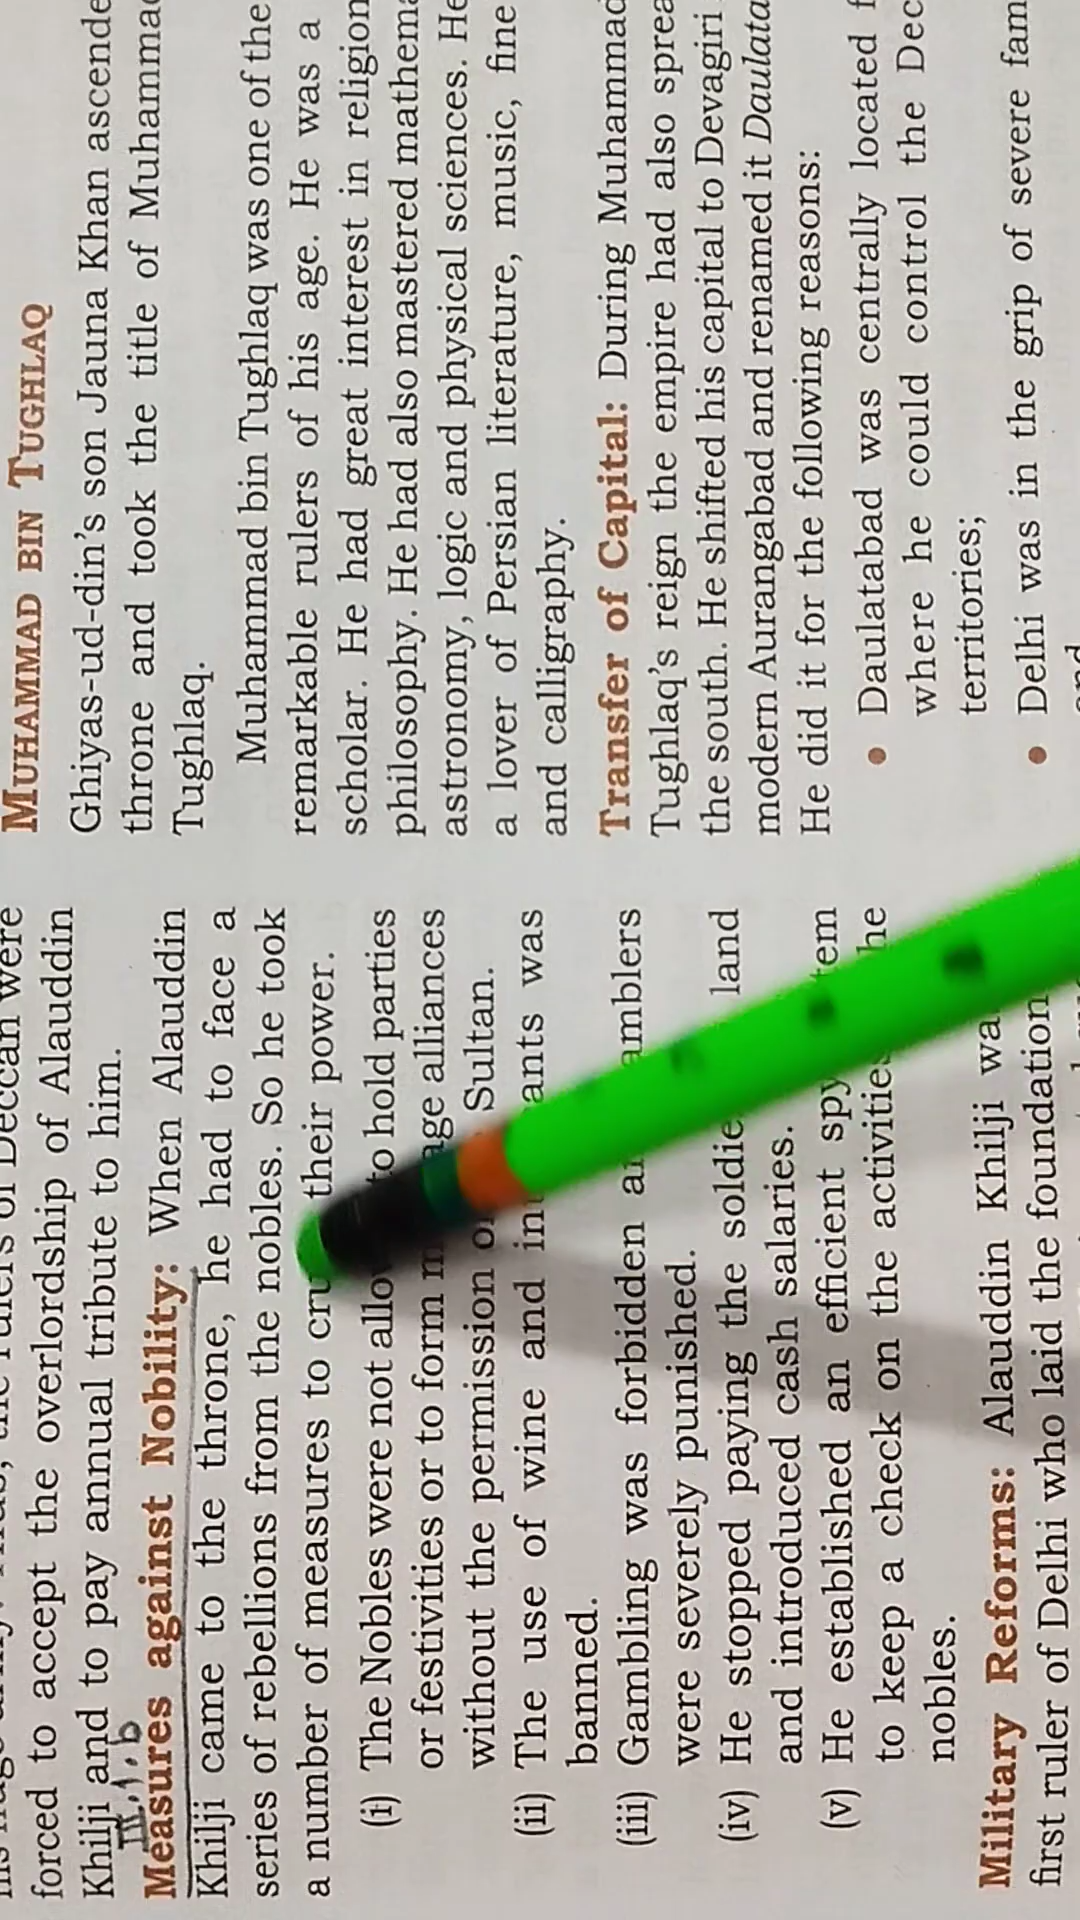 forced to accept the overlordship of Alauddin
Khilji and to pay annual tribute to him.
III.1.b
Measures against Nobility: When Alauddin
Khilji came to the throne, he had to face a
series of rebellions from the nobles. So he took
a number of measures to cru their power.
(i) The Nobles were not allo to hold parties
or festivities or to form m age alliances
without the permission o Sultan.
(ii) The use of wine and in ants was
banned.
(iii) Gambling was forbidden a amblers
were severely punished.
(iv) He stopped paying the soldie land
and introduced cash salaries.
(v) He established an efficient spy tem
to keep a check on the activities he
nobles.
Military Reforms: Alauddin Khilji wa
first ruler of Delhi who laid the foundation
MUHAMMAD BIN TUGHLAQ
Ghiyas-ud-din's son Jauna Khan ascende
throne and took the title of Muhammad
Tughlaq.
Muhammad bin Tughlaq was one of the
remarkable rulers of his age. He was a
scholar. He had great interest in religion
philosophy. He had also mastered mathema
astronomy, logic and physical sciences. He
a lover of Persian literature, music, fine
and calligraphy.
Transfer of Capital: During Muhammad
Tughlaq's reign the empire had also sprea
the south. He shifted his capital to Devagiri
modern Aurangabad and renamed it Daulata
He did it for the following reasons:
• Daulatabad was centrally located f
where he could control the Dec
territories;
• Delhi was in the grip of severe fam